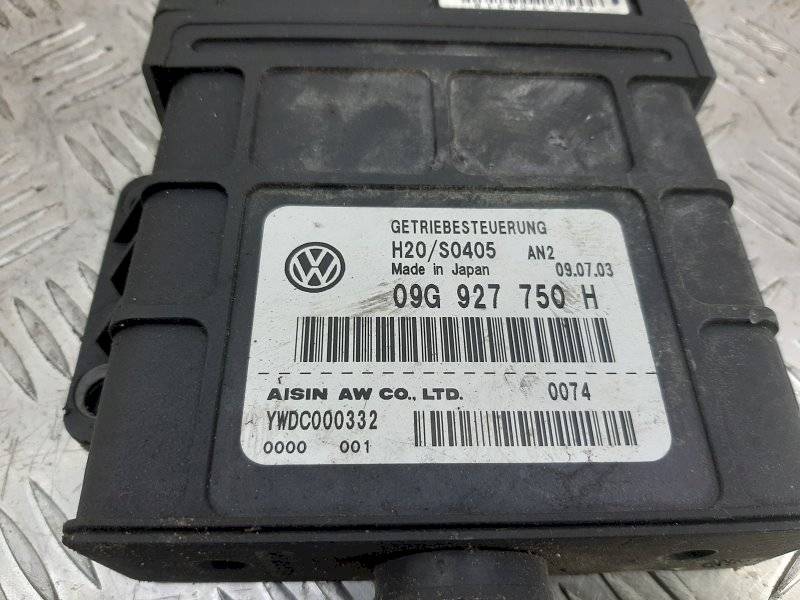 GETRIEBESTEUERUNG
H20/S0405 AN2
Made in Japan 09.07.03
09G 927 750 H
AISIN AW CO., LTD. 0074
YWDC000332
0000 001